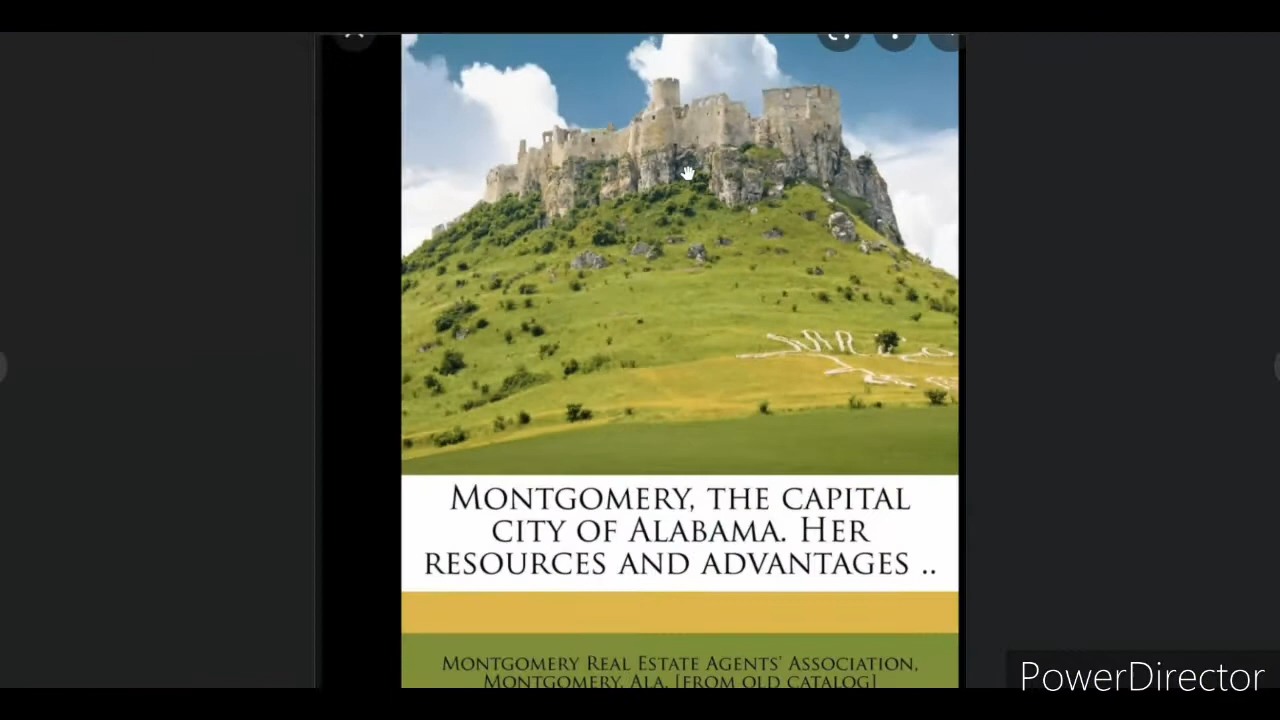 Montgomery, the capital
city of Alabama. Her
resources and advantages ..
Montgomery Real Estate Agents' Association,
Montgomery, Ala. [from old catalog]
PowerDirector